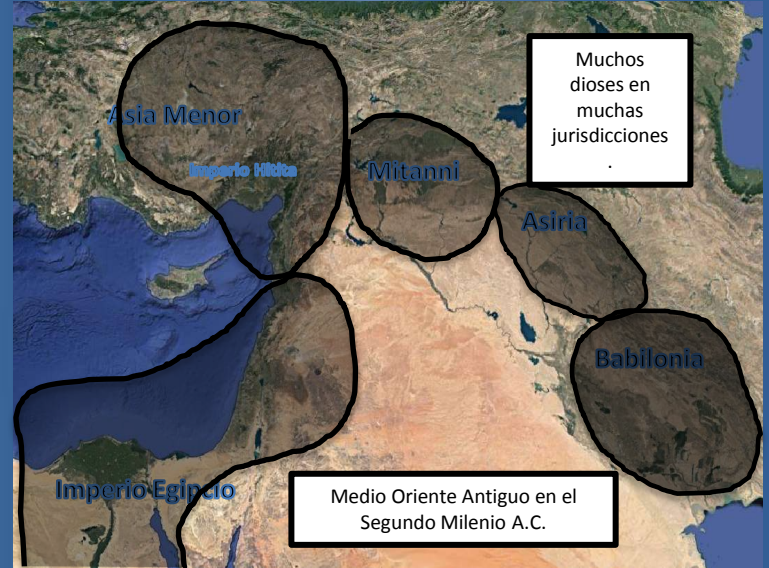 Muchos
dioses en
muchas
jurisdicciones
.
Asia Menor
Imperio Hitita
Mitanni
Asiria
Babilonia
Imperio Egipcio
Medio Oriente Antiguo en el
Segundo Milenio A.C.